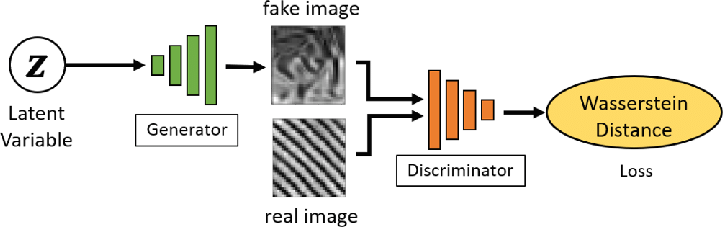 fake image
z
Latent
Variable
Generator
real image
Discriminator
Wasserstein
Distance
Loss